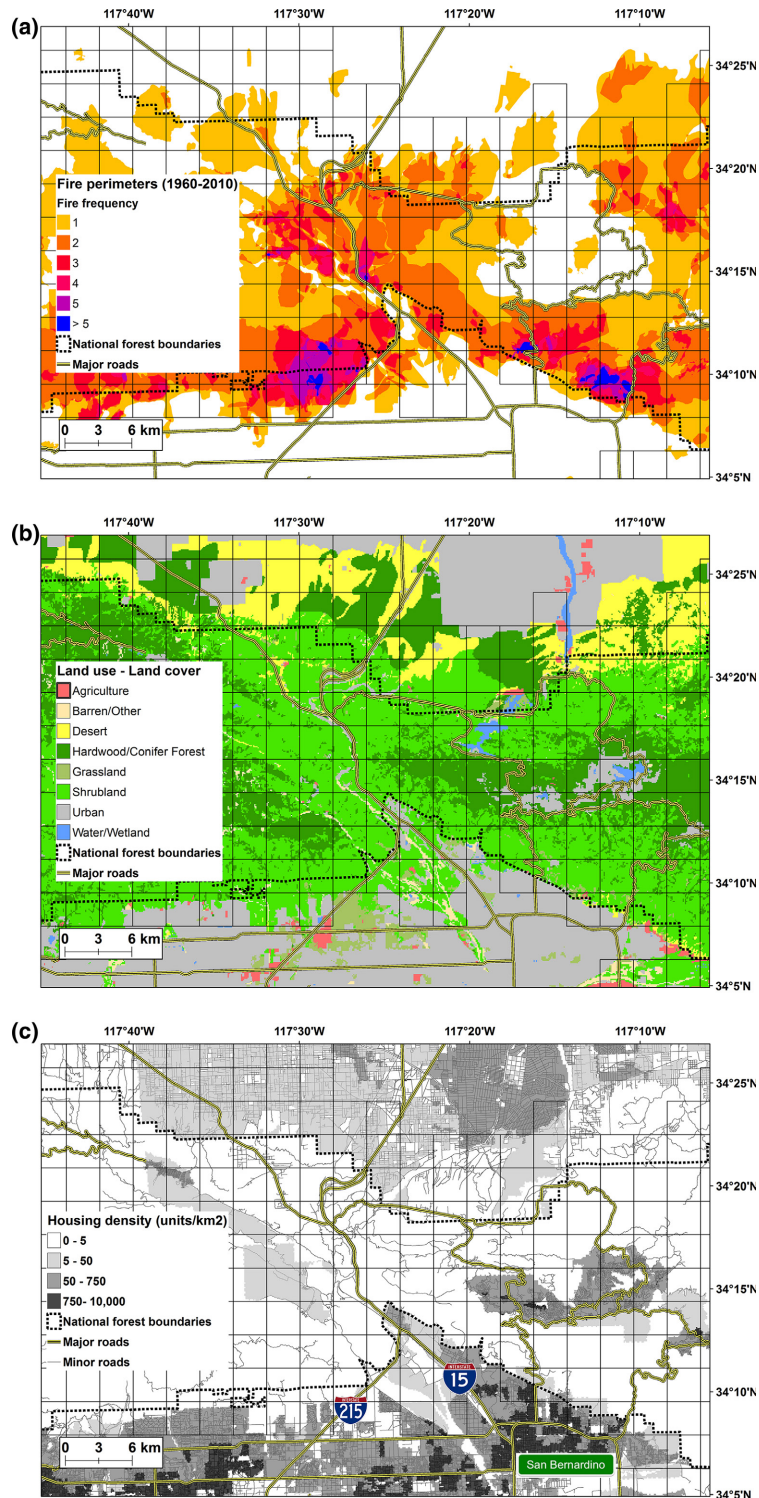 (a)
117°40'W 117°30'W 117°20'W 117°10'W
34°25'N
34°20'N
34°15'N
34°10'N
34°5'N
Fire perimeters (1960-2010)
Fire frequency
1
2
3
4
5
> 5
National forest boundaries
Major roads
0 3 6 km
(b)
117°40'W 117°30'W 117°20'W 117°10'W
34°25'N
34°20'N
34°15'N
34°10'N
34°5'N
Land use - Land cover
Agriculture
Barren/Other
Desert
Hardwood/Conifer Forest
Grassland
Shrubland
Urban
Water/Wetland
National forest boundaries
Major roads
0 3 6 km
(c)
117°40'W 117°30'W 117°20'W 117°10'W
34°25'N
34°20'N
34°15'N
34°10'N
34°5'N
Housing density (units/km2)
0 - 5
5 - 50
50 - 750
750- 10,000
National forest boundaries
Major roads
Minor roads
0 3 6 km
INTERSTATE
15
INTERSTATE
215
San Bernardino